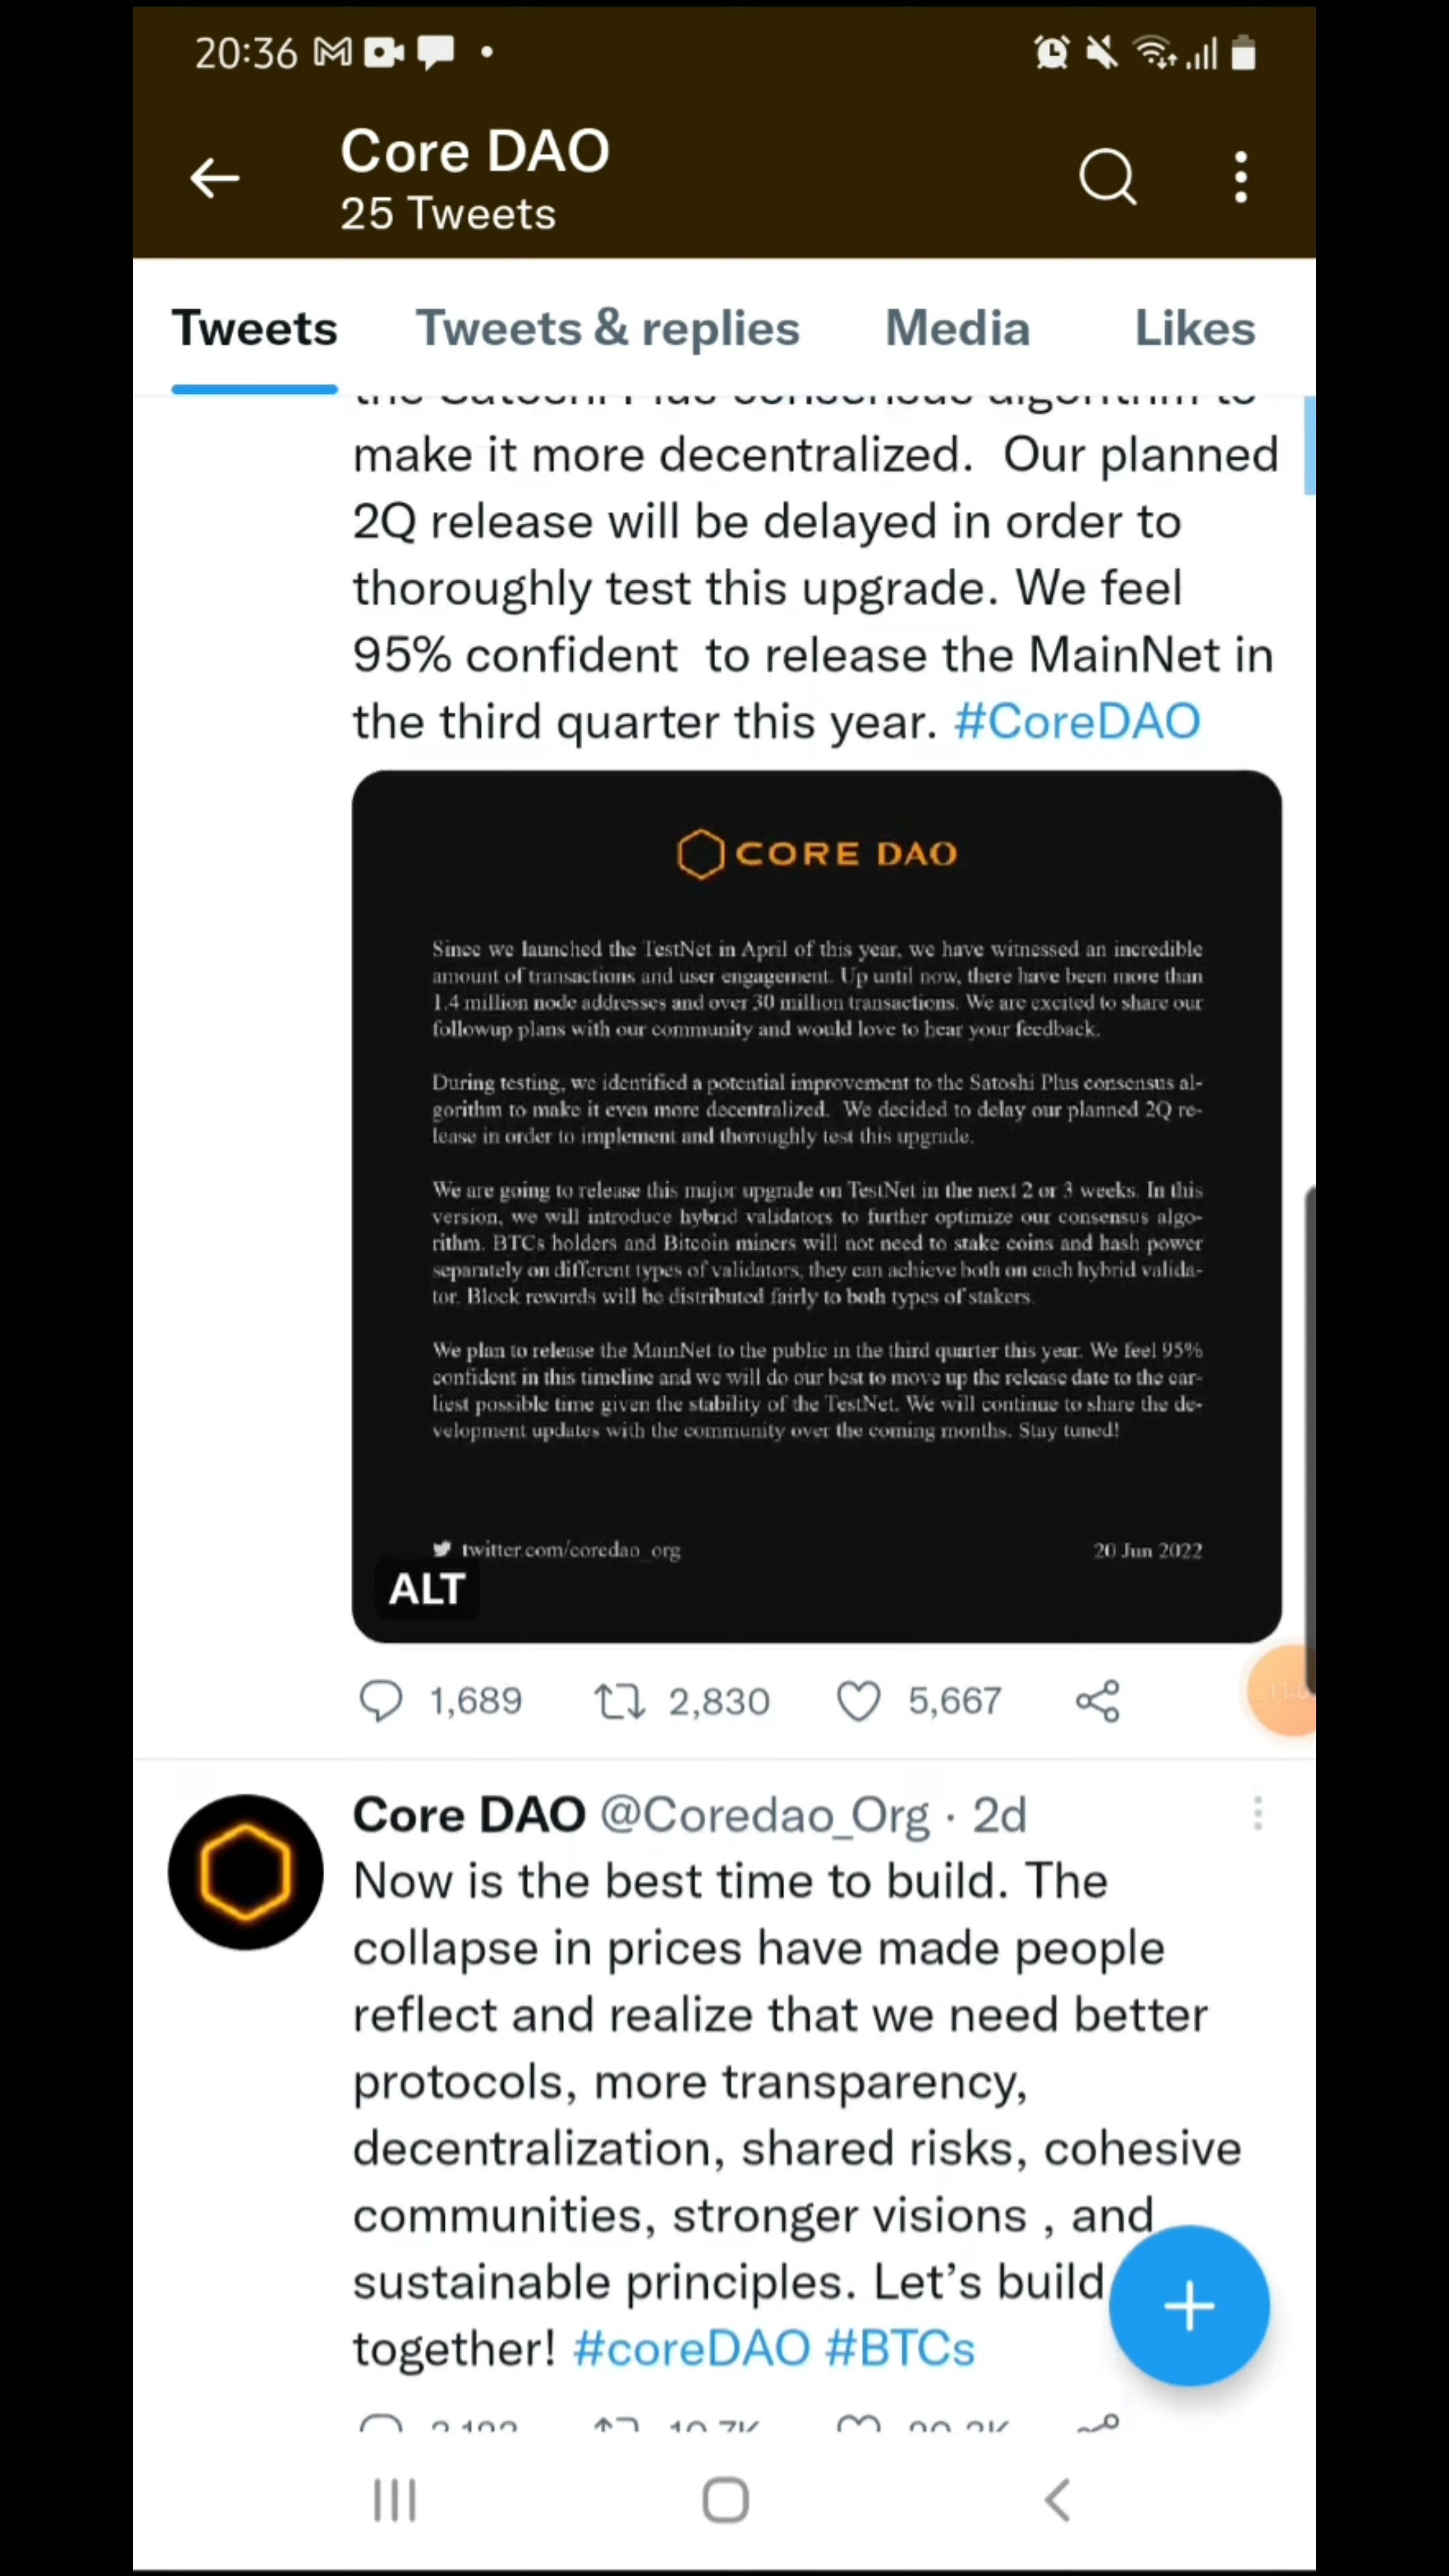 20:36
Core DAO
25 Tweets
Tweets Tweets & replies Media Likes
make it more decentralized. Our planned
2Q release will be delayed in order to
thoroughly test this upgrade. We feel
95% confident to release the MainNet in
the third quarter this year. #CoreDAO
CORE DAO
Since we launched the TestNet in April of this year, we have witnessed an incredible
amount of transactions and user engagement. Up until now, there have been more than
1.4 million node addresses and over 30 million transactions. We are excited to share our
followup plans with our community and would love to hear your feedback.
During testing, we identified a potential improvement to the Satoshi Plus consensus al-
gorithm to make it even more decentralized. We decided to delay our planned 2Q re-
lease in order to implement and thoroughly test this upgrade.
We are going to release this major upgrade on TestNet in the next 2 or 3 weeks. In this
version, we will introduce hybrid validators to further optimize our consensus algo-
rithm. BTCs holders and Bitcoin miners will not need to stake coins and hash power
separately on different types of validators, they can achieve both on each hybrid valida-
tor. Block rewards will be distributed fairly to both types of stakers.
We plan to release the MainNet to the public in the third quarter this year. We feel 95%
confident in this timeline and we will do our best to move up the release date to the ear-
liest possible time given the stability of the TestNet. We will continue to share the de-
velopment updates with the community over the coming months. Stay tuned!
twitter.com/coredao_org 20 Jun 2022
ALT
1,689 2,830 5,667
Core DAO @Coredao_Org · 2d
Now is the best time to build. The
collapse in prices have made people
reflect and realize that we need better
protocols, more transparency,
decentralization, shared risks, cohesive
communities, stronger visions , and
sustainable principles. Let's build
together! #coreDAO #BTCs